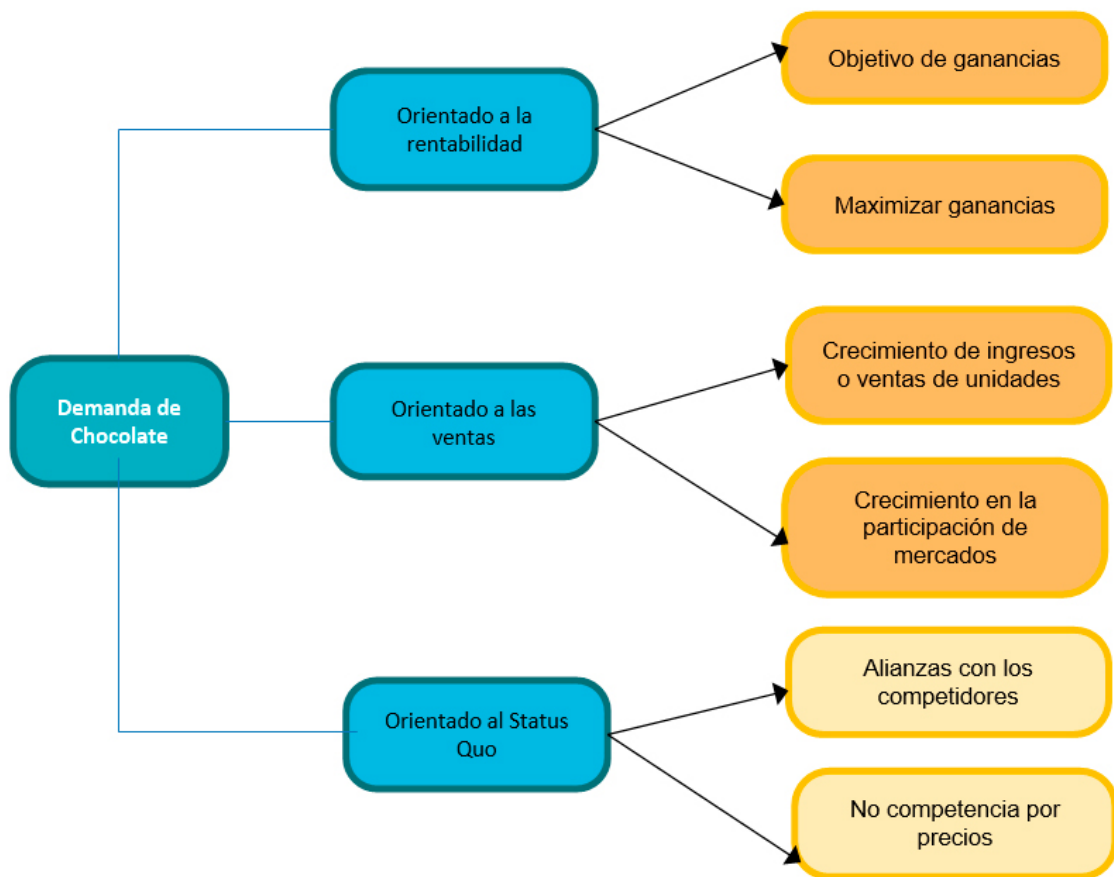 Demanda de
Chocolate
Orientado a la
rentabilidad
Objetivo de ganancias
Maximizar ganancias
Orientado a las
ventas
Crecimiento de ingresos
o ventas de unidades
Crecimiento en la
participación de
mercados
Orientado al Status
Quo
Alianzas con los
competidores
No competencia por
precios